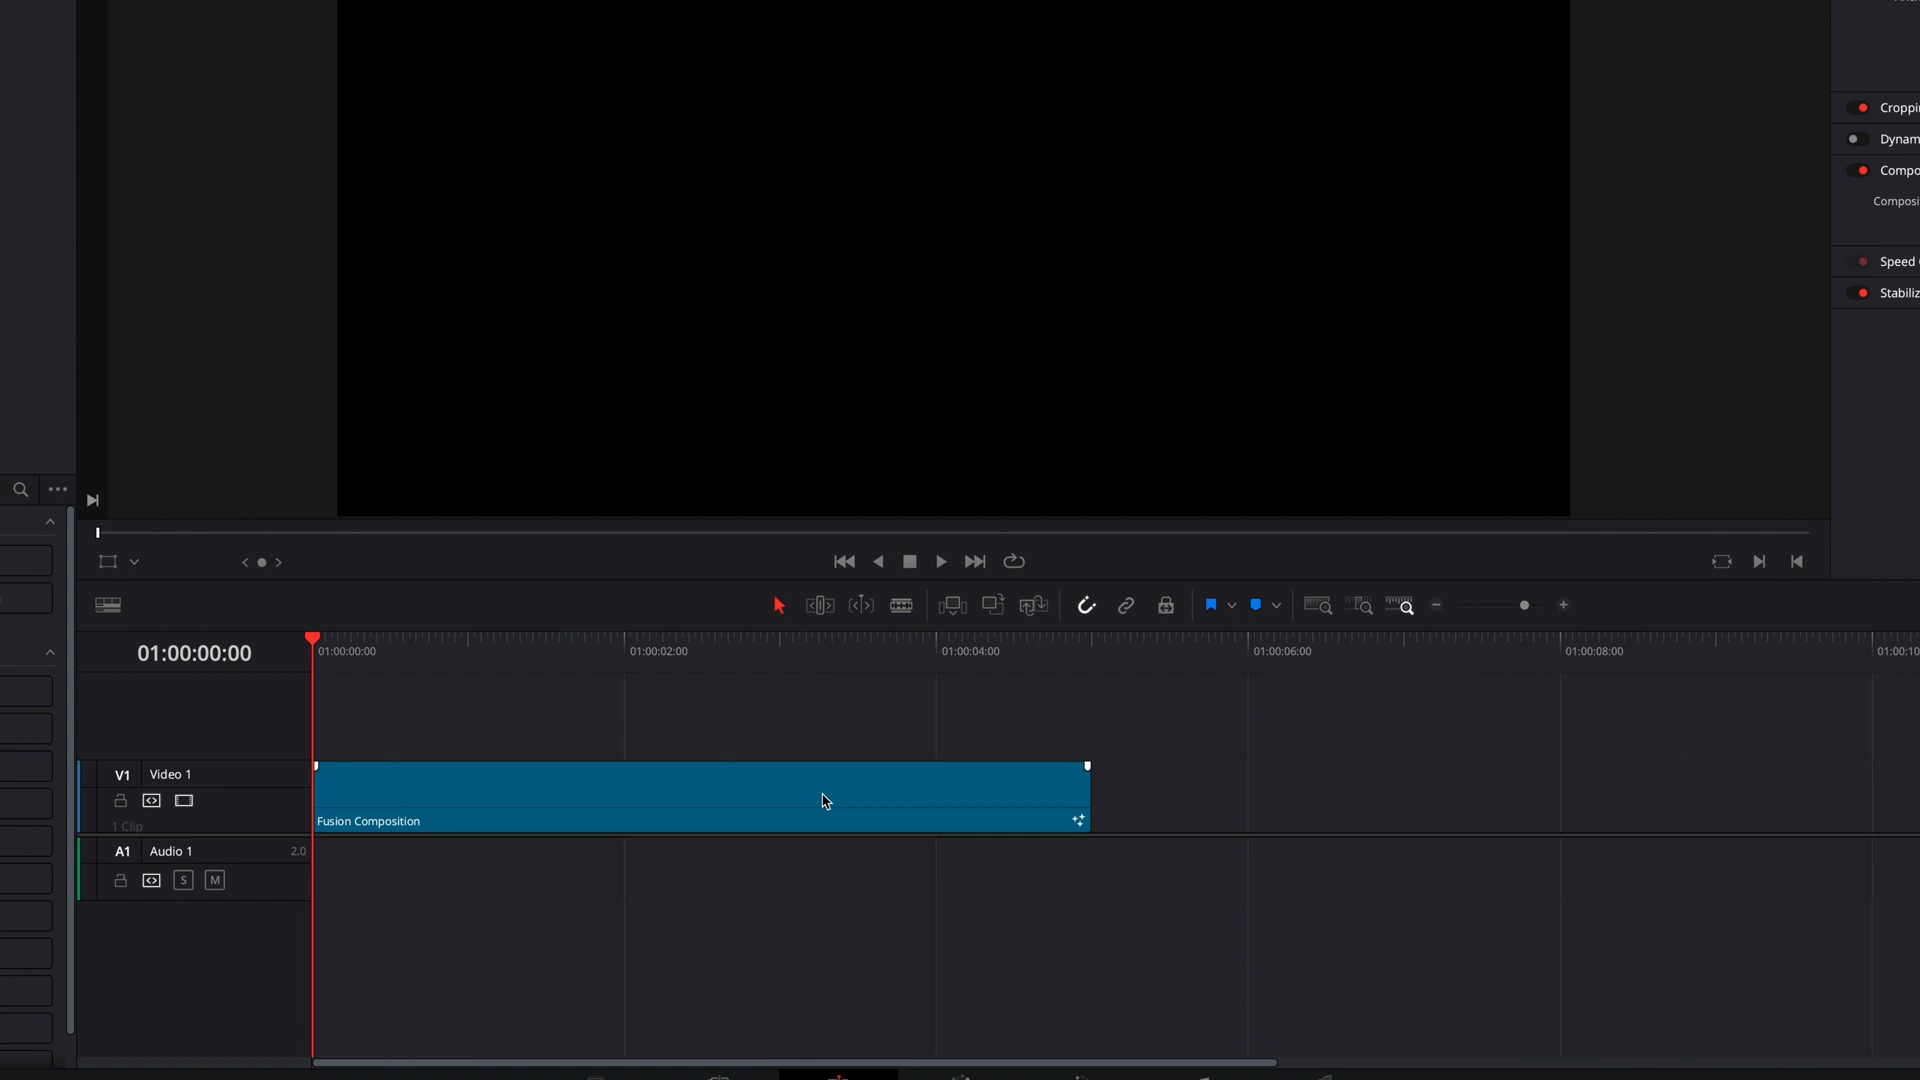 Croppi
Dynam
Compo
Composi
Speed
Stabiliz
01:00:00:00
01:00:00:00
01:00:02:00
01:00:04:00
01:00:06:00
01:00:08:00
01:00:10
V1 Video 1
1 Clip
Fusion Composition
A1 Audio 1 2.0
S M